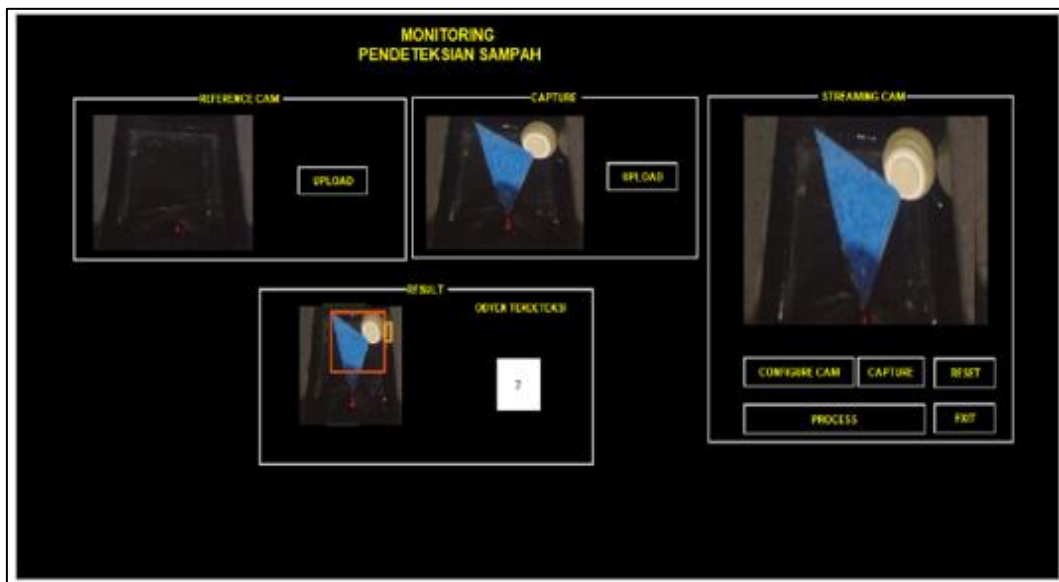 MONITORING
PENDETEKSIAN SAMPAH
REFERENCE CAM
UPLOAD
CAPTURE
UPLOAD
STREAMING CAM
CONFIGURE CAM
CAPTURE
RESET
PROCESS
EXIT
RESULT
OBYEK TERDETEKSI